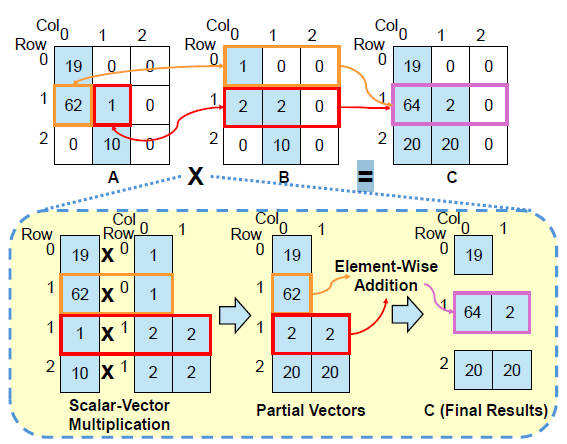 Col 0 1 2
Row
0 19 0 0
1 62 1 0
2 0 10 0
A
X
Col 0 1 2
Row
0 1 0 0
1 2 2 0
2 0 10 0
B
=
Col 0 1 2
Row
0 19 0 0
1 64 2 0
2 20 20 0
C
Col 0 1
Row Row
0 19 X 0 1
1 62 X 0 1
1 1 X 1 2 2
2 10 X 1 2 2
Scalar-Vector
Multiplication
Col 0 1
Row
0 19
1 62
1 2 2
2 20 20
Partial Vectors
Element-Wise
Addition
Col 0 1
Row
0 19
1 64 2
2 20 20
C (Final Results)